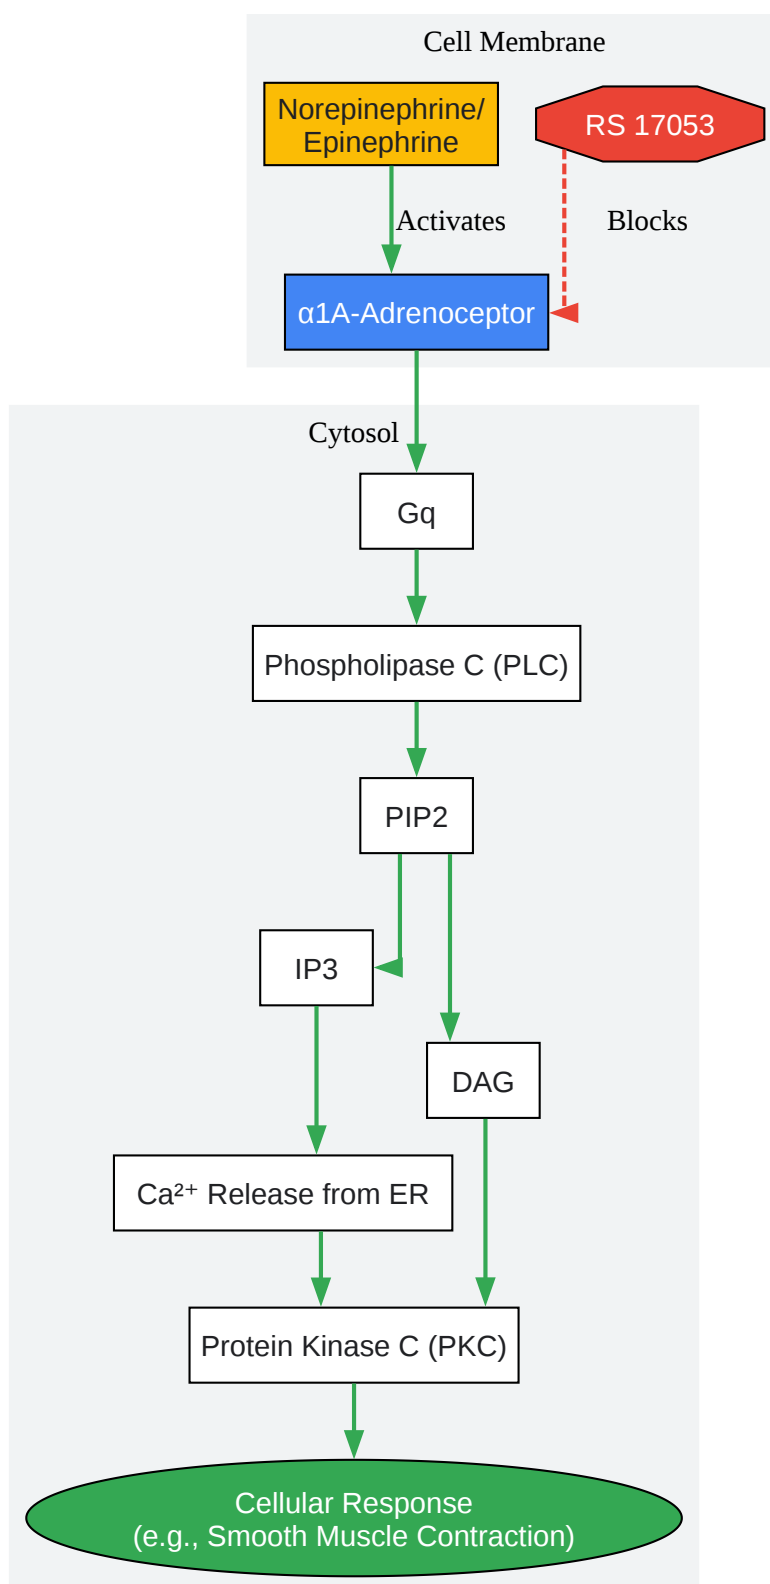 Cell Membrane
Norepinephrine/
Epinephrine
RS 17053
Activates
Blocks
α1A-Adrenoceptor
Cytosol
Gq
Phospholipase C (PLC)
PIP2
IP3
DAG
Ca²⁺ Release from ER
Protein Kinase C (PKC)
Cellular Response
(e.g., Smooth Muscle Contraction)